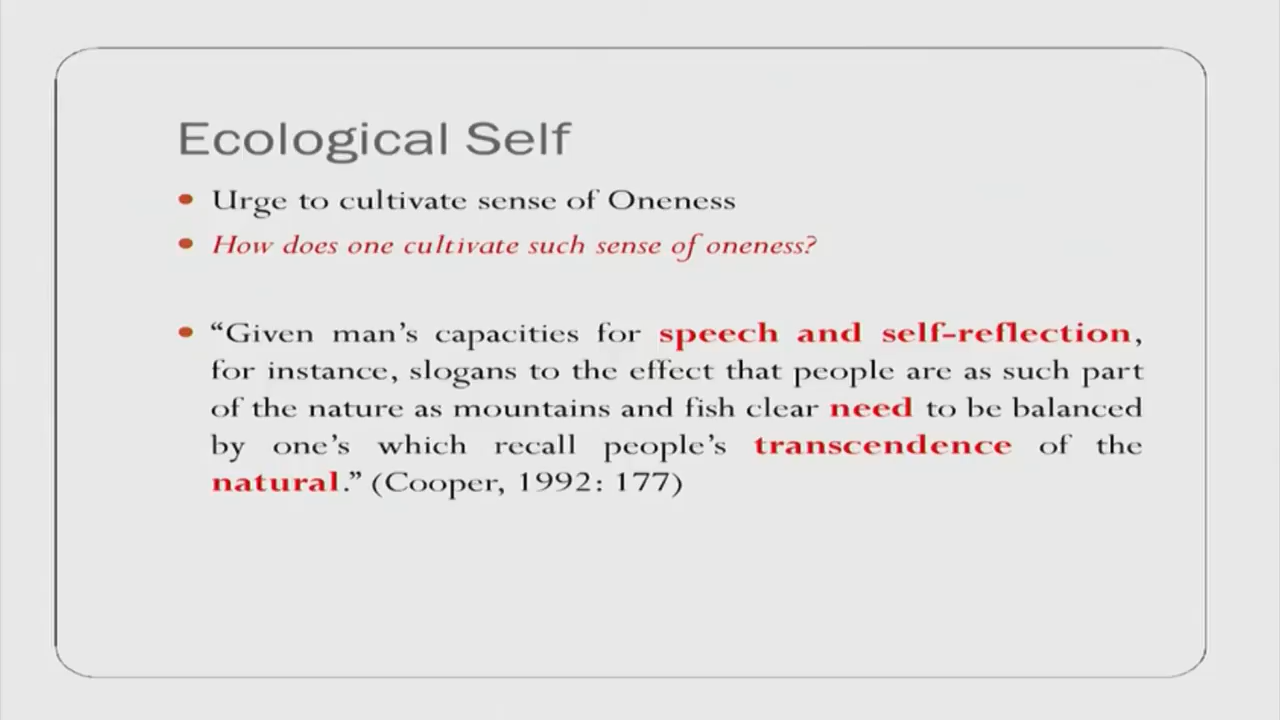 Ecological Self
• Urge to cultivate sense of Oneness
• How does one cultivate such sense of oneness?
• “Given man’s capacities for speech and self-reflection,
for instance, slogans to the effect that people are as such part
of the nature as mountains and fish clear need to be balanced
by one’s which recall people’s transcendence of the
natural.” (Cooper, 1992: 177)